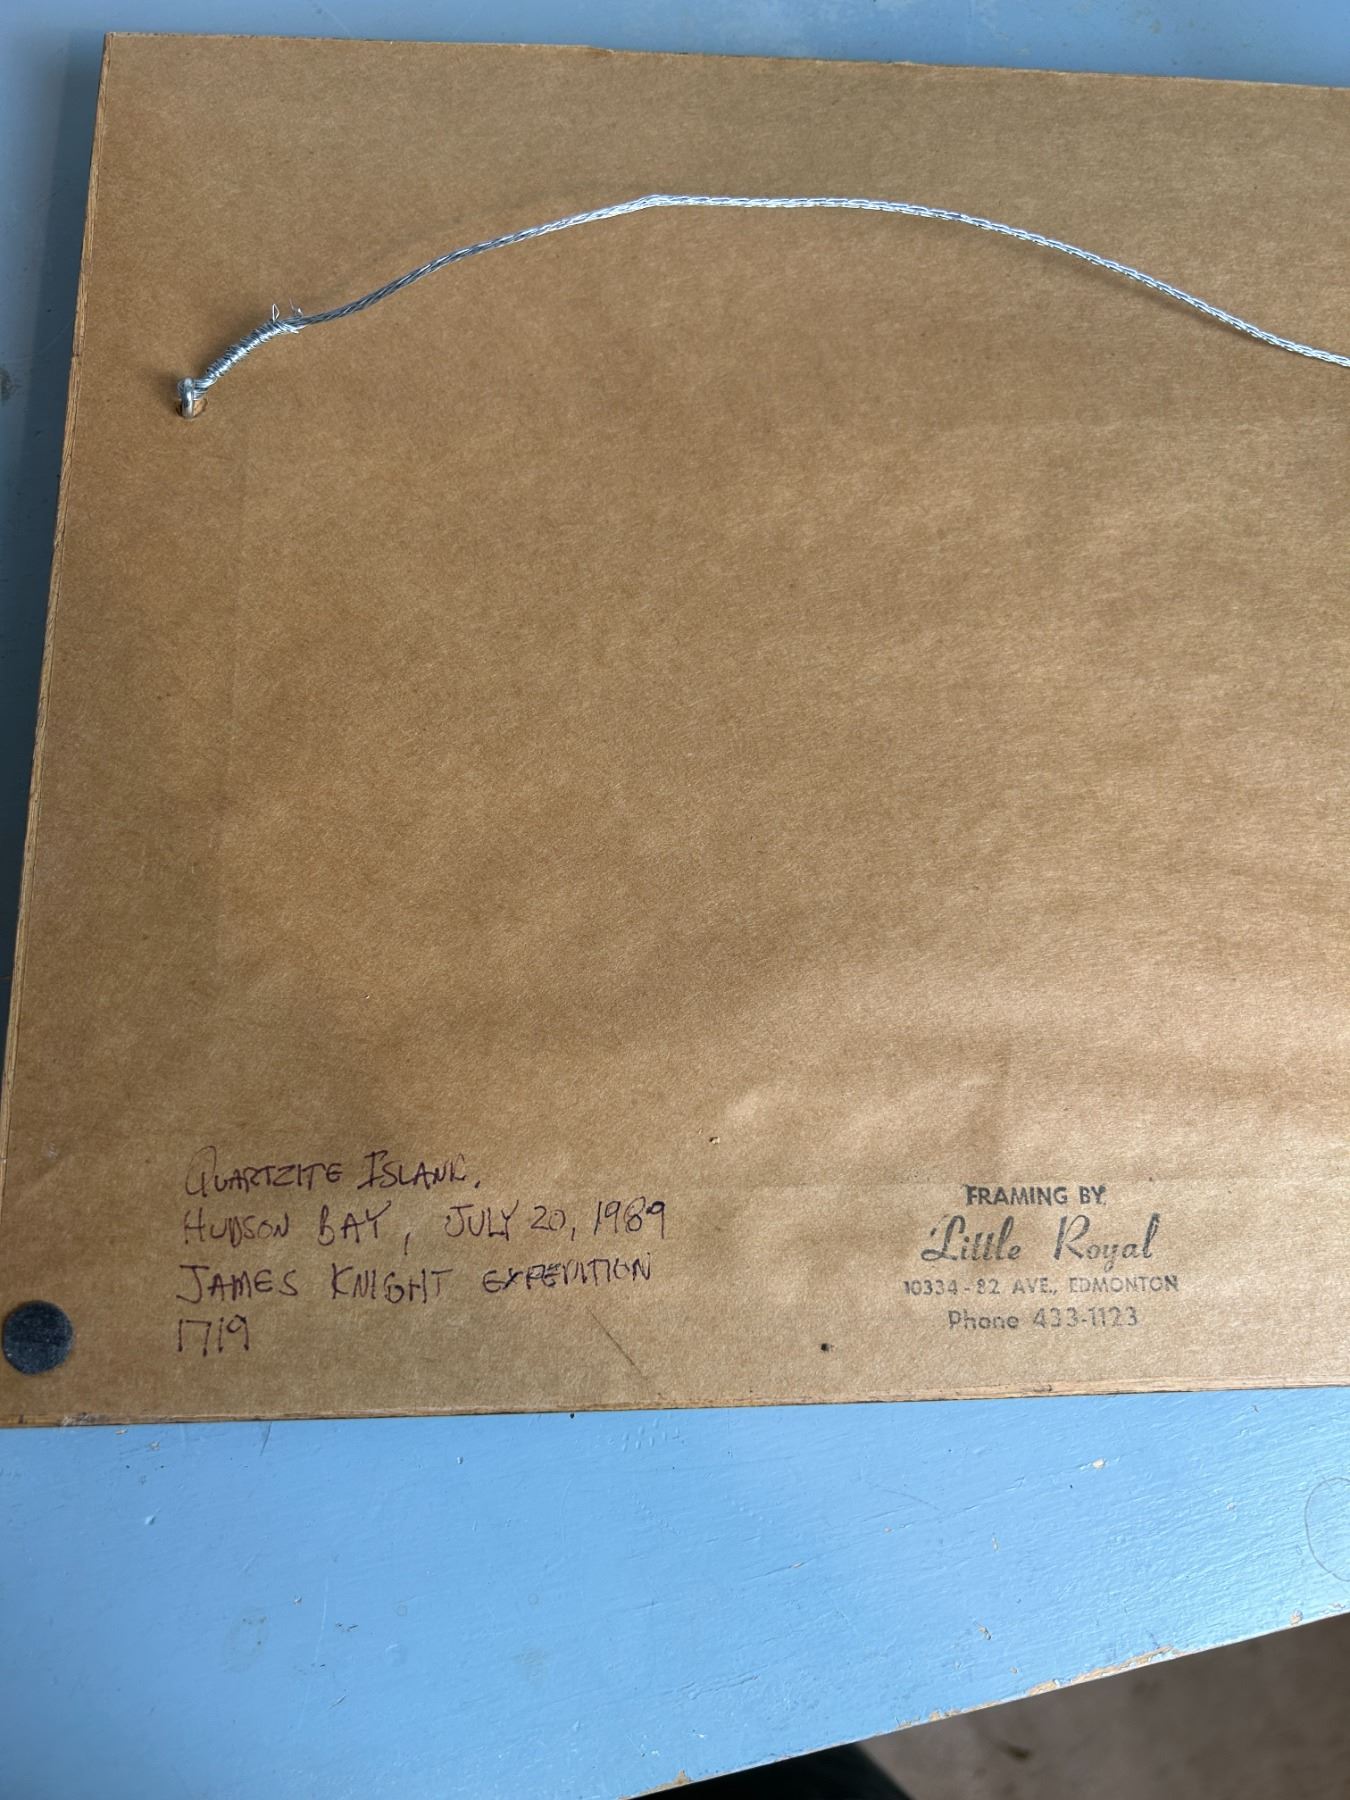 QUARTZITE ISLAND,
HUDSON BAY, JULY 20, 1989
JAMES KNIGHT EXPEDITION
1719
FRAMING BY
Little Royal
10334-82 AVE., EDMONTON
Phone 433-1123